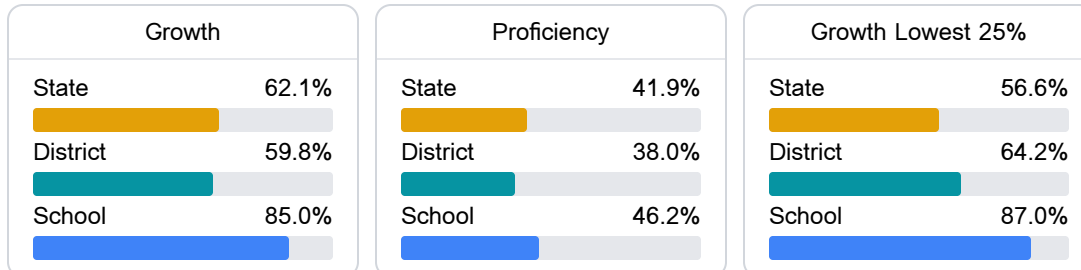 Growth
State 62.1%
District 59.8%
School 85.0%
Proficiency
State 41.9%
District 38.0%
School 46.2%
Growth Lowest 25%
State 56.6%
District 64.2%
School 87.0%